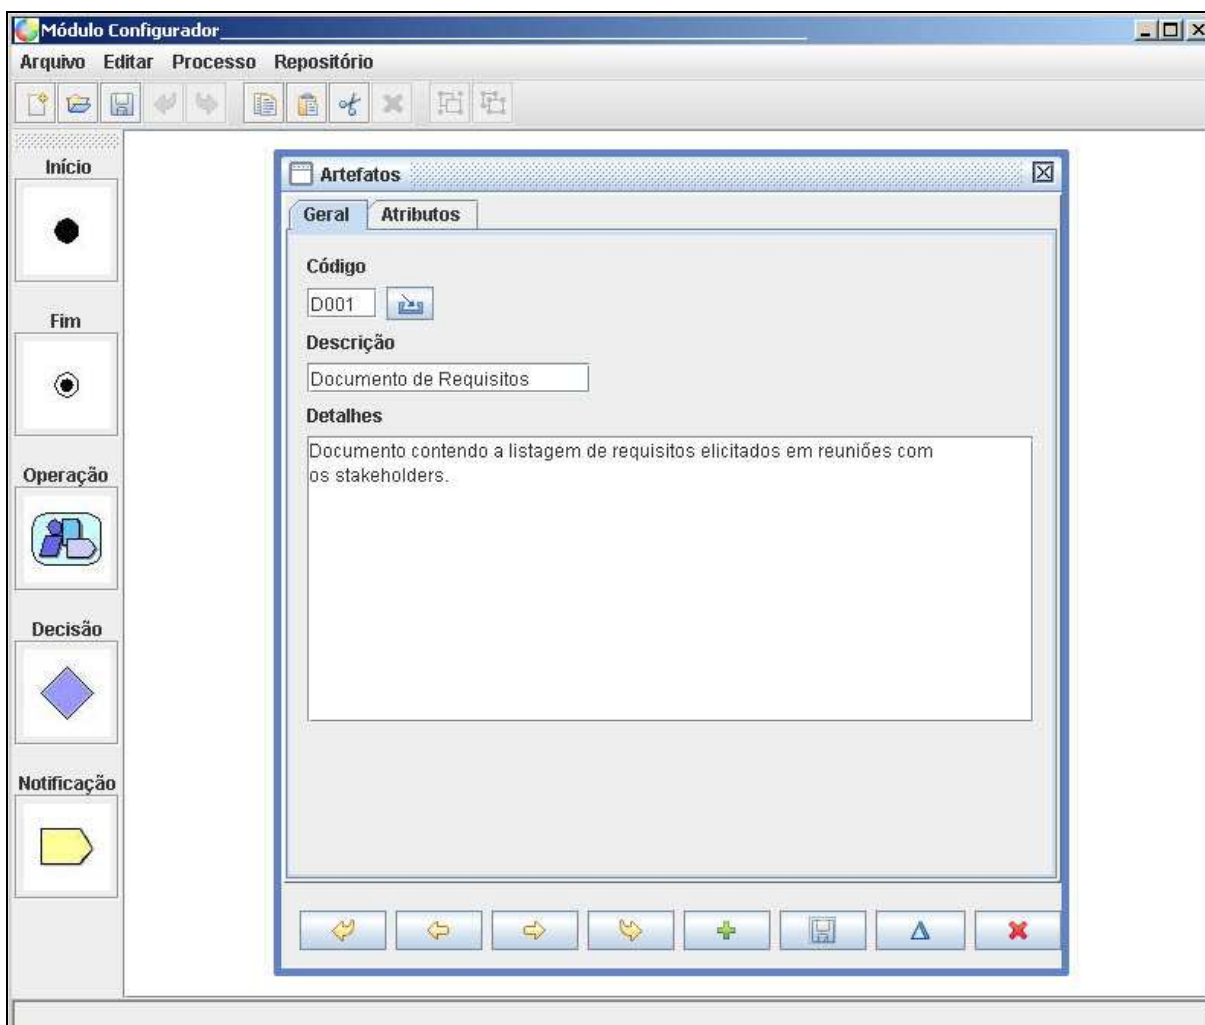 Módulo Configurador
Arquivo Editar Processo Repositório
Início
Fim
Operação
Decisão
Notificação
Artefatos
Geral Atributos
Código
D001
Descrição
Documento de Requisitos
Detalhes
Documento contendo a listagem de requisitos elicitados em reuniões com
os stakeholders.